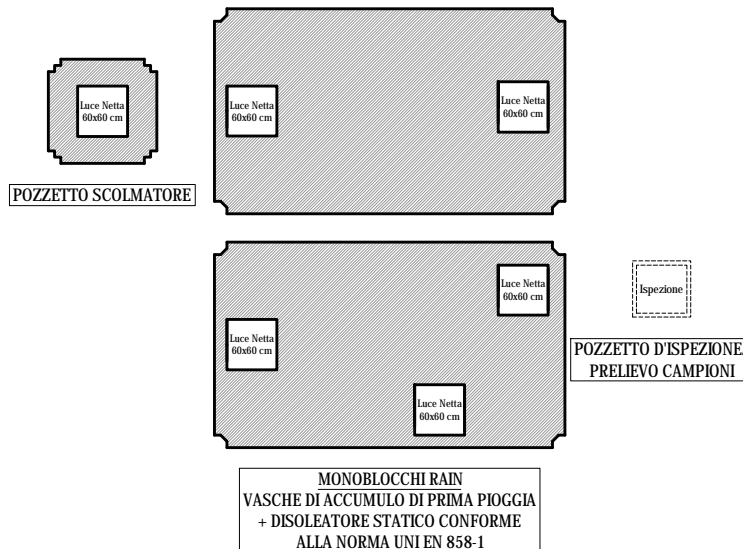 Luce Netta
60x60 cm
POZZETTO SCOLMATORE
Luce Netta
60x60 cm
Luce Netta
60x60 cm
Luce Netta
60x60 cm
Luce Netta
60x60 cm
Luce Netta
60x60 cm
Ispezione
POZZETTO D'ISPEZIONE/
PRELIEVO CAMPIONI
MONOBLOCCHI RAIN
VASCHE DI ACCUMULO DI PRIMA PIOGGIA
+ DISOLEATORE STATICO CONFORME
ALLA NORMA UNI EN 858-1